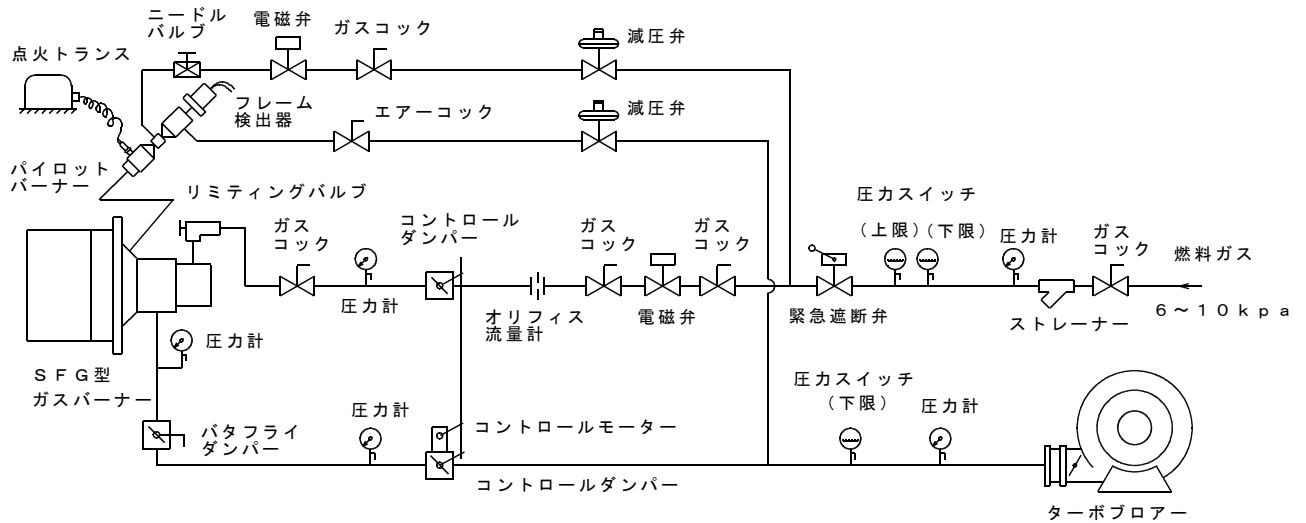 ニードル
バルブ
電磁弁
ガスコック
減圧弁
点火トランス
フレーム
検出器
エアーコック
減圧弁
パイロット
バーナー
リミティングバルブ
ガス
コック
コントロール
ダンパー
ガス
コック
ガス
コック
圧力スイッチ
（上限）（下限）
圧力計
ガス
コック
燃料ガス
圧力計
オリフィス
流量計
電磁弁
緊急遮断弁
ストレーナー
６～１０ｋｐａ
圧力計
ＳＦＧ型
ガスバーナー
圧力計
圧力スイッチ
（下限）
圧力計
バタフライ
ダンパー
コントロールモーター
コントロールダンパー
ターボブロアー